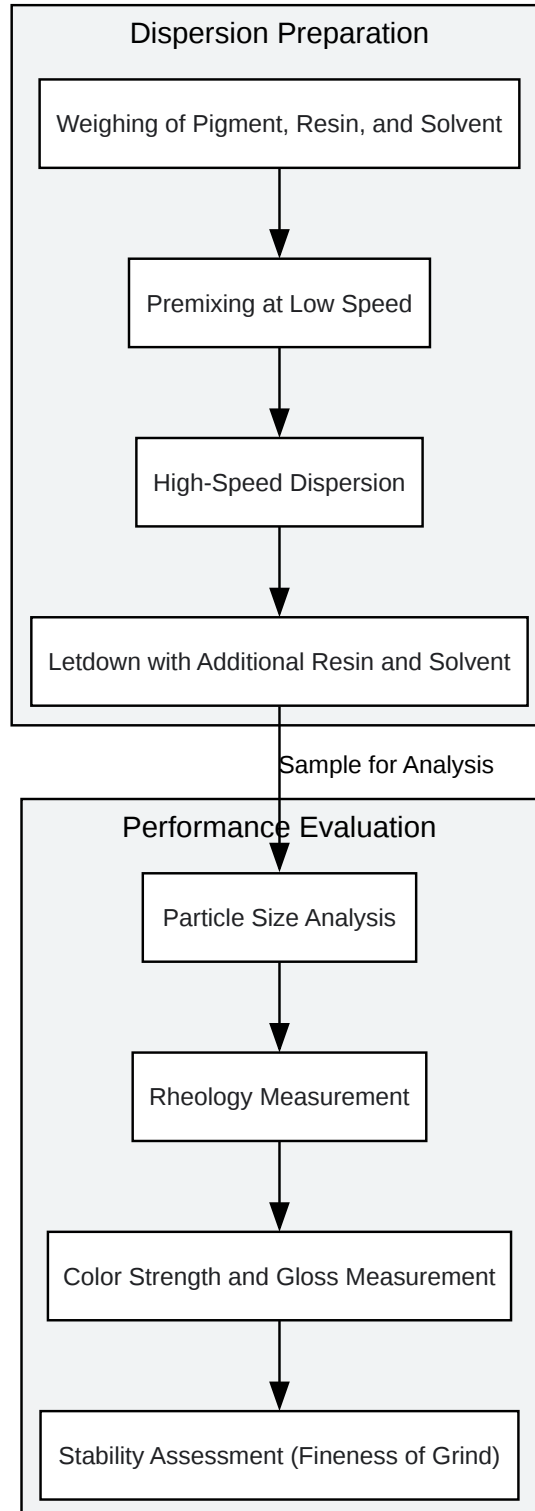 Dispersion Preparation
Weighing of Pigment, Resin, and Solvent
Premixing at Low Speed
High-Speed Dispersion
Letdown with Additional Resin and Solvent
Sample for Analysis
Performance Evaluation
Particle Size Analysis
Rheology Measurement
Color Strength and Gloss Measurement
Stability Assessment (Fineness of Grind)